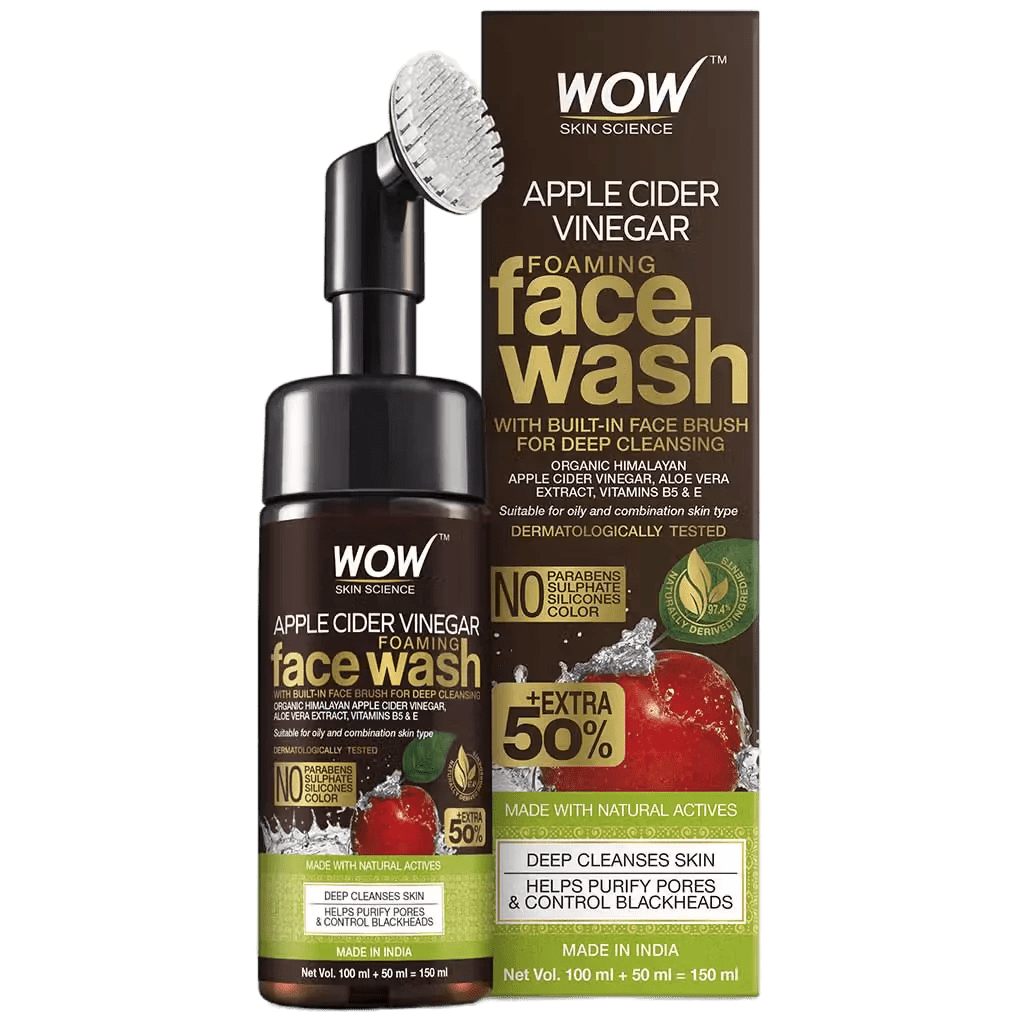 WOW™
SKIN SCIENCE
APPLE CIDER VINEGAR
FOAMING
face wash
WITH BUILT-IN FACE BRUSH FOR DEEP CLEANSING
ORGANIC HIMALAYAN APPLE CIDER VINEGAR,
ALOE VERA EXTRACT, VITAMINS B5 & E
Suitable for oily and combination skin type
DERMATOLOGICALLY TESTED
NO
PARABENS
SULPHATE
SILICONES
COLOR
+EXTRA
50%
MADE WITH NATURAL ACTIVES
DEEP CLEANSES SKIN
HELPS PURIFY PORES
& CONTROL BLACKHEADS
MADE IN INDIA
Net Vol. 100 ml + 50 ml = 150 ml
WOW™
SKIN SCIENCE
APPLE CIDER
VINEGAR
FOAMING
face
wash
WITH BUILT-IN FACE BRUSH
FOR DEEP CLEANSING
ORGANIC HIMALAYAN
APPLE CIDER VINEGAR, ALOE VERA
EXTRACT, VITAMINS B5 & E
Suitable for oily and combination skin type
DERMATOLOGICALLY TESTED
NO
PARABENS
SULPHATE
SILICONES
COLOR
97.4%
NATURALLY DERIVED INGREDIENTS
+EXTRA
50%
MADE WITH NATURAL ACTIVES
DEEP CLEANSES SKIN
HELPS PURIFY PORES
& CONTROL BLACKHEADS
MADE IN INDIA
Net Vol. 100 ml + 50 ml = 150 ml